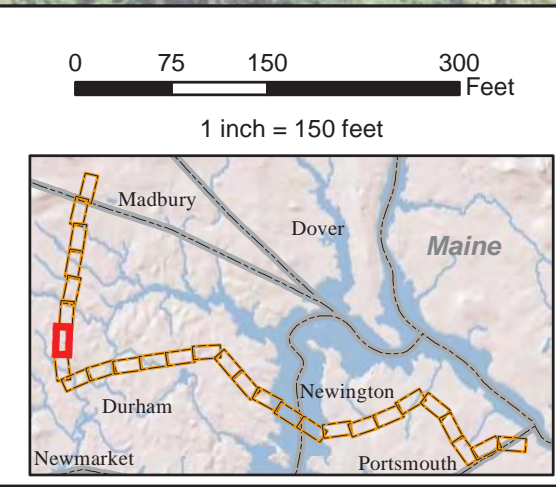 0 75 150 300
Feet
1 inch = 150 feet
Madbury
Dover
Maine
Newington
Durham
Newmarket
Portsmouth